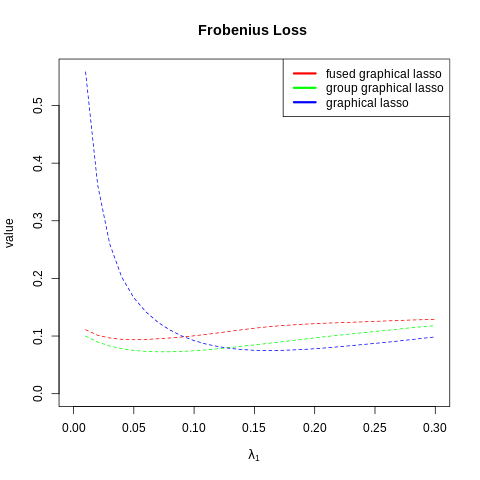 Frobenius Loss
fused graphical lasso
group graphical lasso
graphical lasso
value
0.5
0.4
0.3
0.2
0.1
0.0
0.00 0.05 0.10 0.15 0.20 0.25 0.30
λ₁